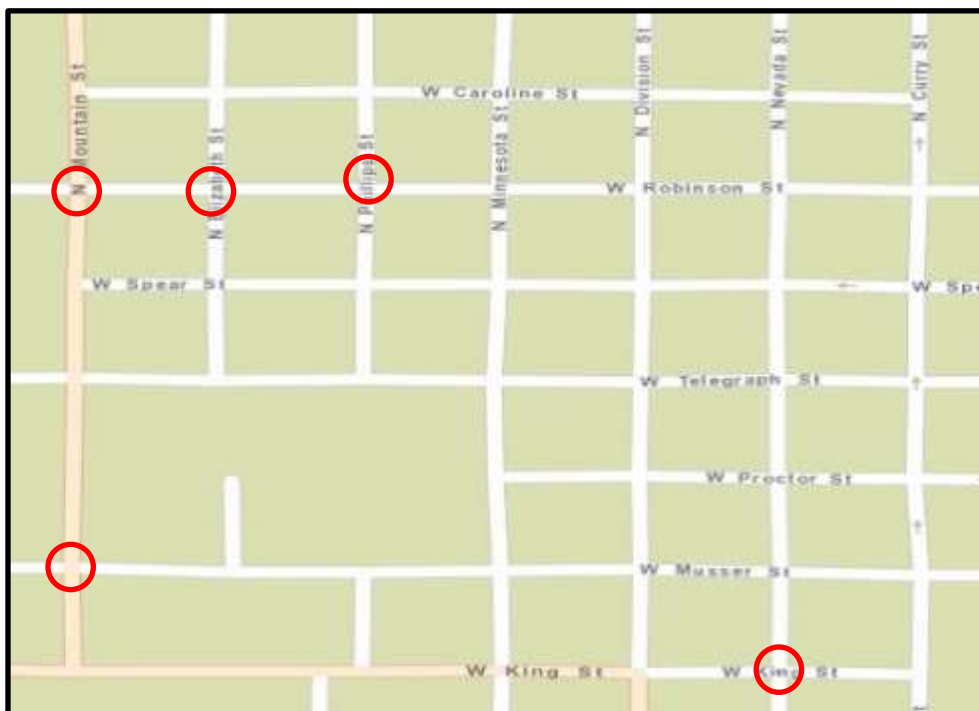 N Mountain St
N Elizabeth St
N Phillips St
N Minnesota St
N Division St
N Nevada St
N Curry St
W Caroline St
W Robinson St
W Spear St
W Spe
W Telegraph St
W Proctor St
W Musser St
W King St
W King St